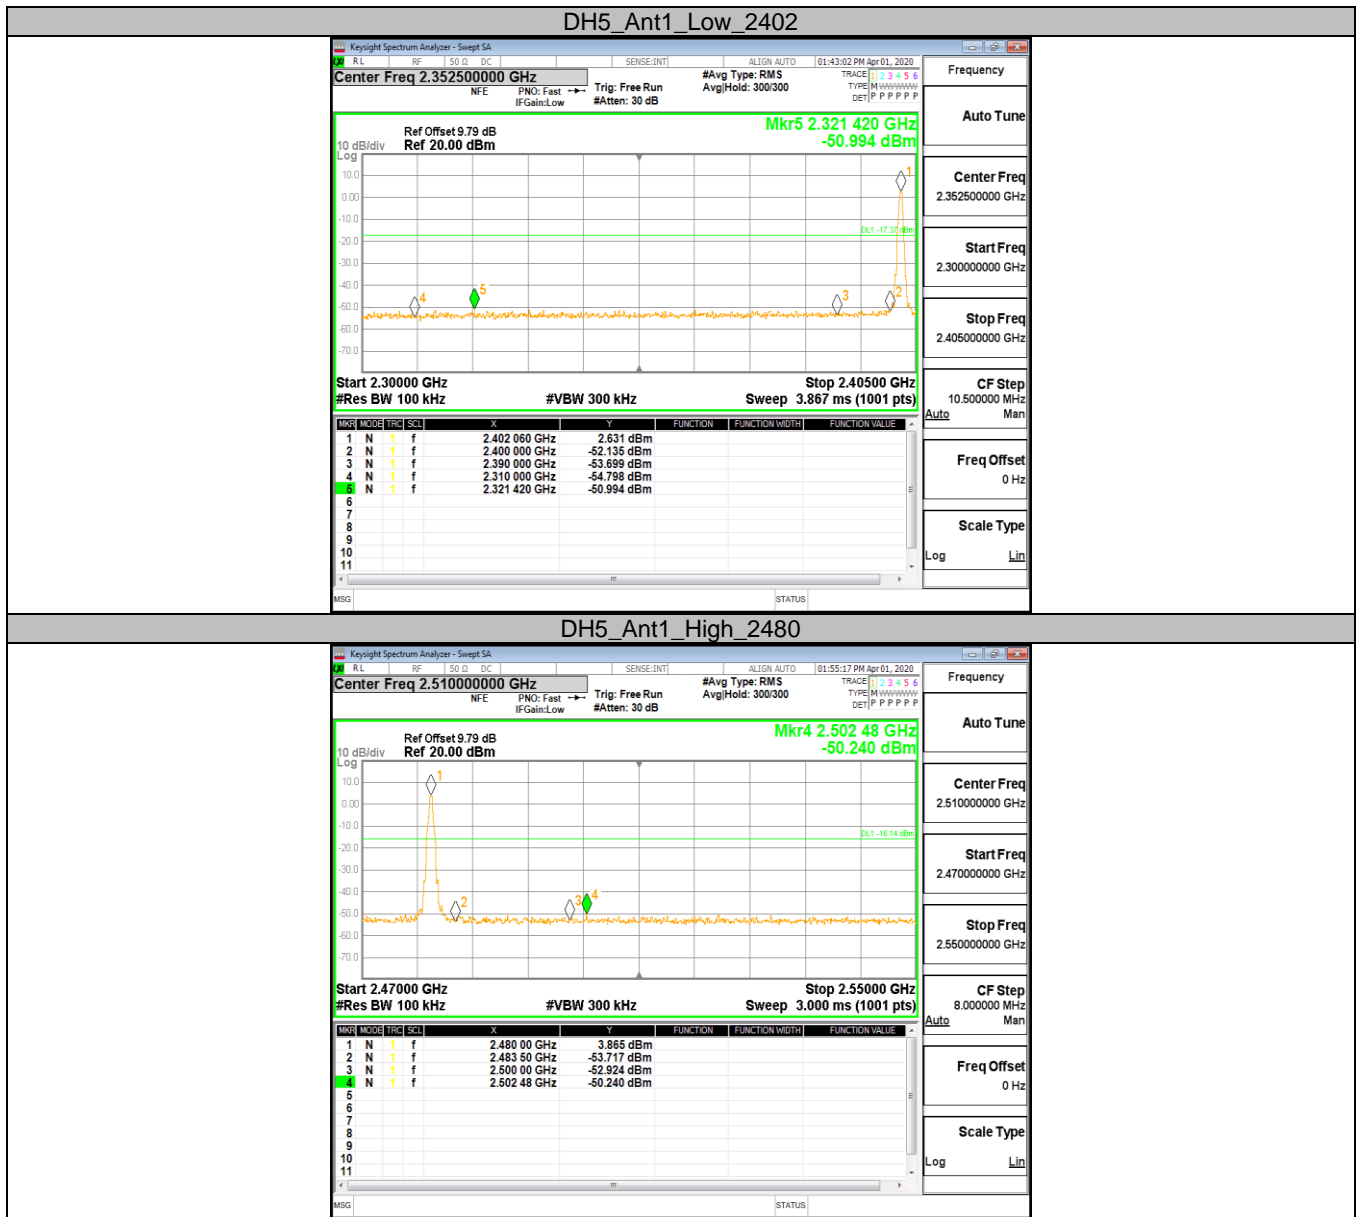 DH5_Ant1_Low_2402
Keysight Spectrum Analyzer - Swept SA
RL RF 50 Ω DC SENSE:INT ALIGN AUTO 01:43:02 PM Apr 01, 2020
Center Freq 2.352500000 GHz
NFE PNO: Fast IFGain:Low
Trig: Free Run
#Atten: 30 dB
#Avg Type: RMS
Avg|Hold: 300/300
TRACE 1 2 3 4 5 6
TYPE M W W W W W
DET P P P P P P
Frequency
Auto Tune
Center Freq
2.352500000 GHz
Start Freq
2.300000000 GHz
Stop Freq
2.405000000 GHz
CF Step
10.500000 MHz
Auto Man
Freq Offset
0 Hz
Scale Type
Log Lin
Mkr5 2.321 420 GHz
-50.994 dBm
Ref Offset 9.79 dB
10 dB/div Ref 20.00 dBm
Log
10.0
0.00
-10.0
-20.0
-30.0
-40.0
-50.0
-60.0
-70.0
DL1 -17.37 dBm
1
2
3
4
5
Start 2.30000 GHz Stop 2.40500 GHz
#Res BW 100 kHz #VBW 300 kHz Sweep 3.867 ms (1001 pts)
MKR MODE TRC SCL X Y FUNCTION FUNCTION WIDTH FUNCTION VALUE
1 N 1 f 2.402 060 GHz 2.631 dBm
2 N 1 f 2.400 000 GHz -52.135 dBm
3 N 1 f 2.390 000 GHz -53.699 dBm
4 N 1 f 2.310 000 GHz -54.798 dBm
5 N 1 f 2.321 420 GHz -50.994 dBm
6
7
8
9
10
11
MSG STATUS
DH5_Ant1_High_2480
Keysight Spectrum Analyzer - Swept SA
RL RF 50 Ω DC SENSE:INT ALIGN AUTO 01:55:17 PM Apr 01, 2020
Center Freq 2.510000000 GHz
NFE PNO: Fast IFGain:Low
Trig: Free Run
#Atten: 30 dB
#Avg Type: RMS
Avg|Hold: 300/300
TRACE 1 2 3 4 5 6
TYPE M W W W W W
DET P P P P P P
Frequency
Auto Tune
Center Freq
2.510000000 GHz
Start Freq
2.470000000 GHz
Stop Freq
2.550000000 GHz
CF Step
8.000000 MHz
Auto Man
Freq Offset
0 Hz
Scale Type
Log Lin
Mkr4 2.502 48 GHz
-50.240 dBm
Ref Offset 9.79 dB
10 dB/div Ref 20.00 dBm
Log
10.0
0.00
-10.0
-20.0
-30.0
-40.0
-50.0
-60.0
-70.0
DL1 -16.14 dBm
1
2
3
4
Start 2.47000 GHz Stop 2.55000 GHz
#Res BW 100 kHz #VBW 300 kHz Sweep 3.000 ms (1001 pts)
MKR MODE TRC SCL X Y FUNCTION FUNCTION WIDTH FUNCTION VALUE
1 N 1 f 2.480 00 GHz 3.865 dBm
2 N 1 f 2.483 50 GHz -53.717 dBm
3 N 1 f 2.500 00 GHz -52.924 dBm
4 N 1 f 2.502 48 GHz -50.240 dBm
5
6
7
8
9
10
11
MSG STATUS